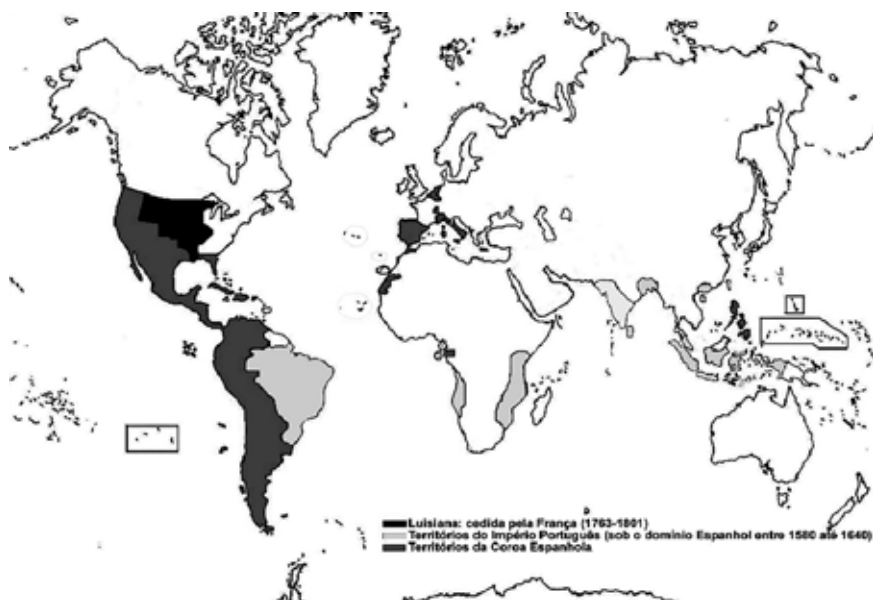 Luisiana: cedida pela França (1763-1801)
Territórios do Império Português (sob o domínio Espanhol entre 1580 até 1640)
Territórios da Coroa Espanhola